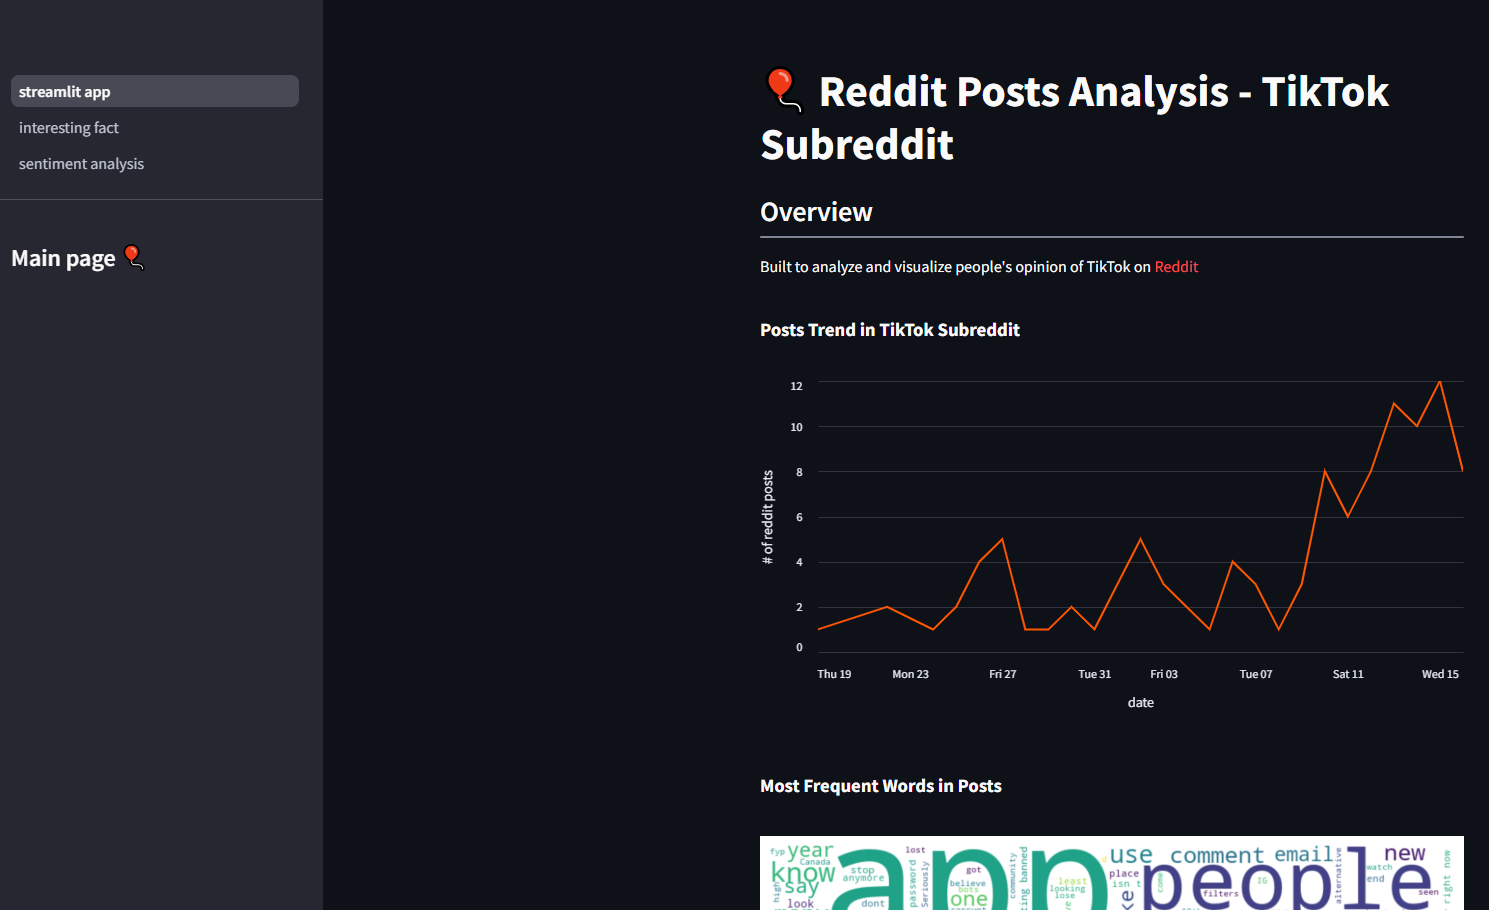 streamlit app
interesting fact
sentiment analysis
Main page
Reddit Posts Analysis - TikTok
Subreddit
Overview
Built to analyze and visualize people's opinion of TikTok on Reddit
Posts Trend in TikTok Subreddit
12
10
8
6
4
2
0
# of reddit posts
Thu 19 Mon 23 Fri 27 Tue 31 Fri 03 Tue 07 Sat 11 Wed 15
date
Most Frequent Words in Posts
fyp
year
Canada
know
say
high
look
stop
anymore
dont
app
lost
password
Seriously
got
believe
bots
one
community
least
looking
lose
use
comment
email
place
isn t
come
people
filters
IG
alternative
new
watch
end
seen
right now